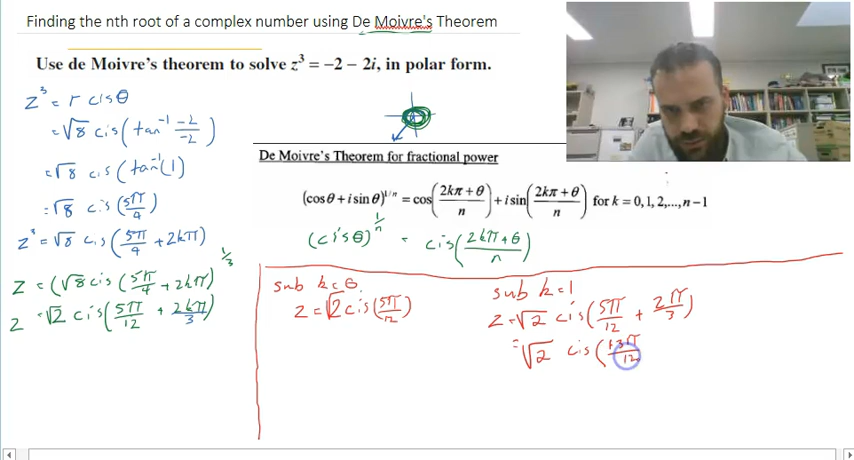 Finding the nth root of a complex number using De Moivre's Theorem
Use de Moivre's theorem to solve z³ = −2 − 2i, in polar form.
z³ = r cisθ
= √8 cis(tan⁻¹ −2/−2)
= √8 cis(tan⁻¹(1)
= √8 cis(5π/4)
z³ = √8 cis(5π/4 + 2kπ)
z = (√8 cis(5π/4 + 2kπ)^1/3
z = √2 cis(5π/12 + 2kπ/3)
De Moivre's Theorem for fractional power
(cosθ + i sinθ)^1/n = cos(2kπ + θ/n) + i sin(2kπ + θ/n) for k = 0, 1, 2,..., n − 1
(cisθ)^1/n = cis(2kπ + θ/n)
sub k = 0
z = √2 cis(5π/12)
sub k = 1
z = √2 cis(5π/12 + 2π/3)
= √2 cis(13π/12